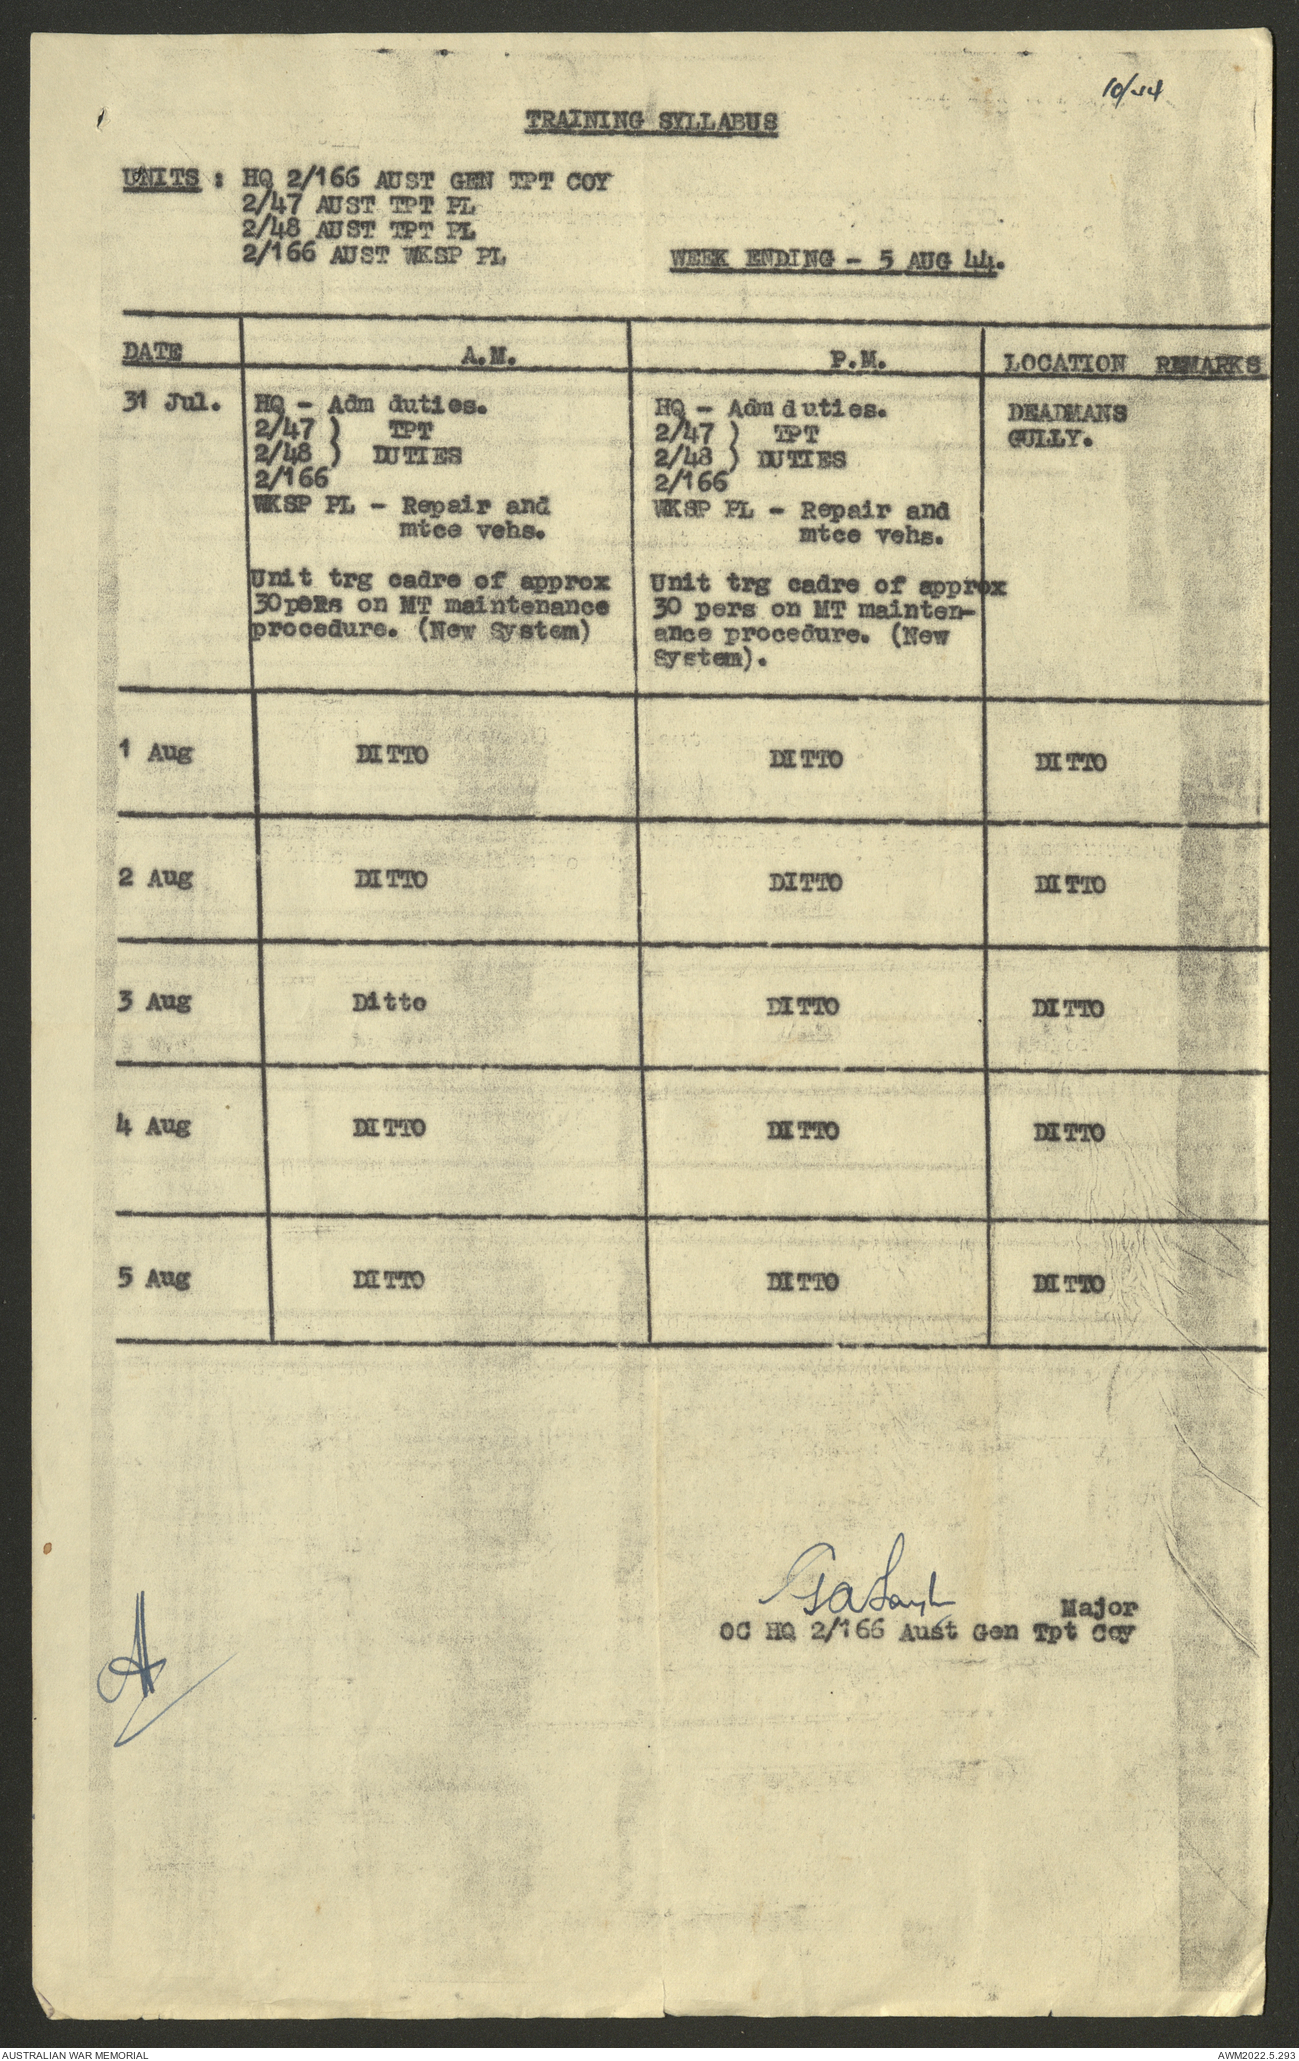 10/44
TRAINING SYLLABUS
UNITS : HQ 2/166 AUST GEN TPT COY
2/47 AUST TPT PL
2/48 AUST TPT PL
2/166 AUST WKSP PL
WEEK ENDING - 5 AUG 44.
DATE A.M. P.M. LOCATION REMARKS
31 Jul.
HQ - Adm duties.
2/47 ) TPT
2/48 ) DUTIES
2/166
WKSP PL - Repair and
mtce vehs.
Unit trg cadre of approx
30pers on MT maintenance
procedure. (New System)
HQ - Adm duties.
2/47 ) TPT
2/48 ) DUTIES
2/166
WKSP PL - Repair and
mtce vehs.
Unit trg cadre of approx
30 pers on MT mainten-
ance procedure. (New
System).
DEADMANS
GULLY.
1 Aug DITTO DITTO DITTO
2 Aug DITTO DITTO DITTO
3 Aug Ditto DITTO DITTO
4 Aug DITTO DITTO DITTO
5 Aug DITTO DITTO DITTO
Major
OC HQ 2/166 Aust Gen Tpt Coy
AUSTRALIAN WAR MEMORIAL
AWM2022.5.293